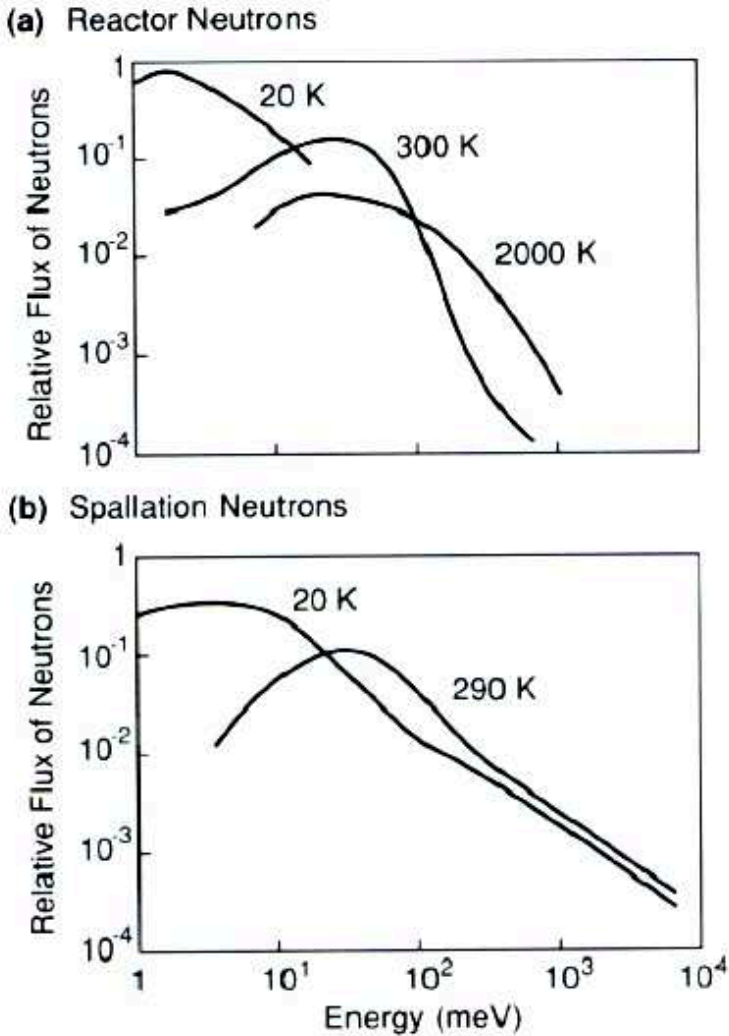 (a) Reactor Neutrons
Relative Flux of Neutrons
1
10⁻¹
10⁻²
10⁻³
10⁻⁴
20 K
300 K
2000 K
(b) Spallation Neutrons
Relative Flux of Neutrons
1
10⁻¹
10⁻²
10⁻³
10⁻⁴
20 K
290 K
1 10¹ 10² 10³ 10⁴
Energy (meV)